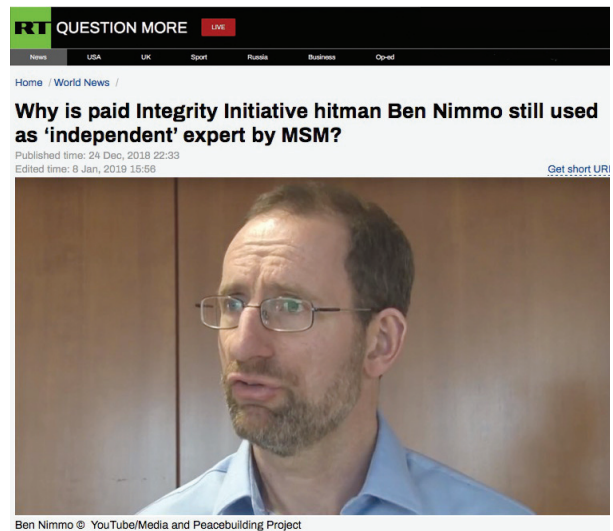 RT QUESTION MORE LIVE
News USA UK Sport Russia Business Op-ed
Home / World News /
Why is paid Integrity Initiative hitman Ben Nimmo still used
as ‘independent’ expert by MSM?
Published time: 24 Dec, 2018 22:33
Edited time: 8 Jan, 2019 15:56
Get short URL
Ben Nimmo © YouTube/Media and Peacebuilding Project